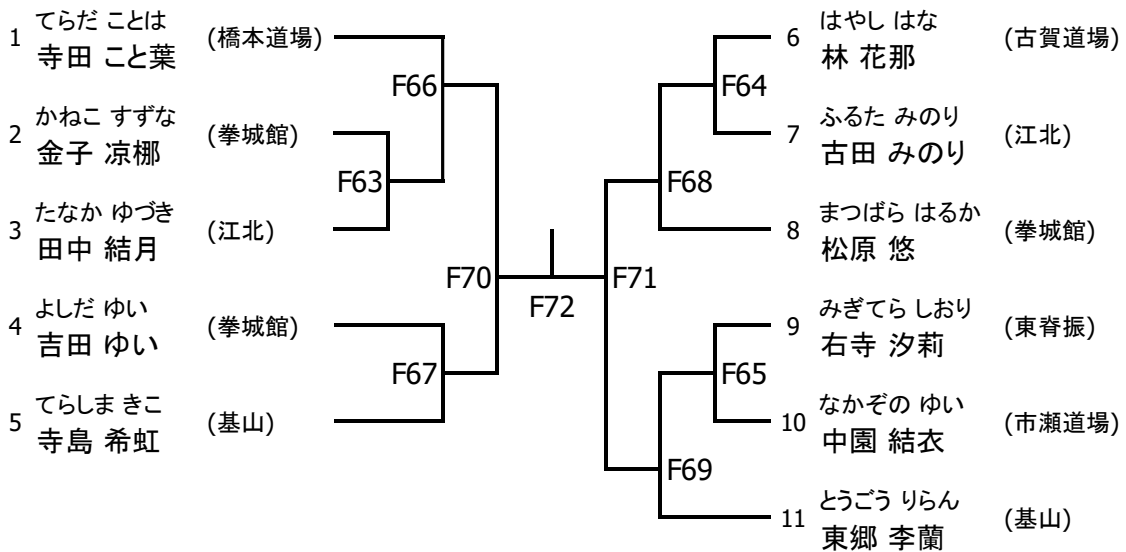 1 てらだ ことは
寺田 こと葉 (橋本道場)
2 かねこ すずな
金子 凉梛 (拳城館)
3 たなか ゆづき
田中 結月 (江北)
4 よしだ ゆい
吉田 ゆい (拳城館)
5 てらしま きこ
寺島 希虹 (基山)
F66
F63
F70
F67
F72
F71
F64
F68
F65
F69
6 はやし はな
林 花那 (古賀道場)
7 ふるた みのり
古田 みのり (江北)
8 まつばら はるか
松原 悠 (拳城館)
9 みぎてら しおり
右寺 汐莉 (東脊振)
10 なかぞの ゆい
中園 結衣 (市瀬道場)
11 とうごう りらん
東郷 李蘭 (基山)